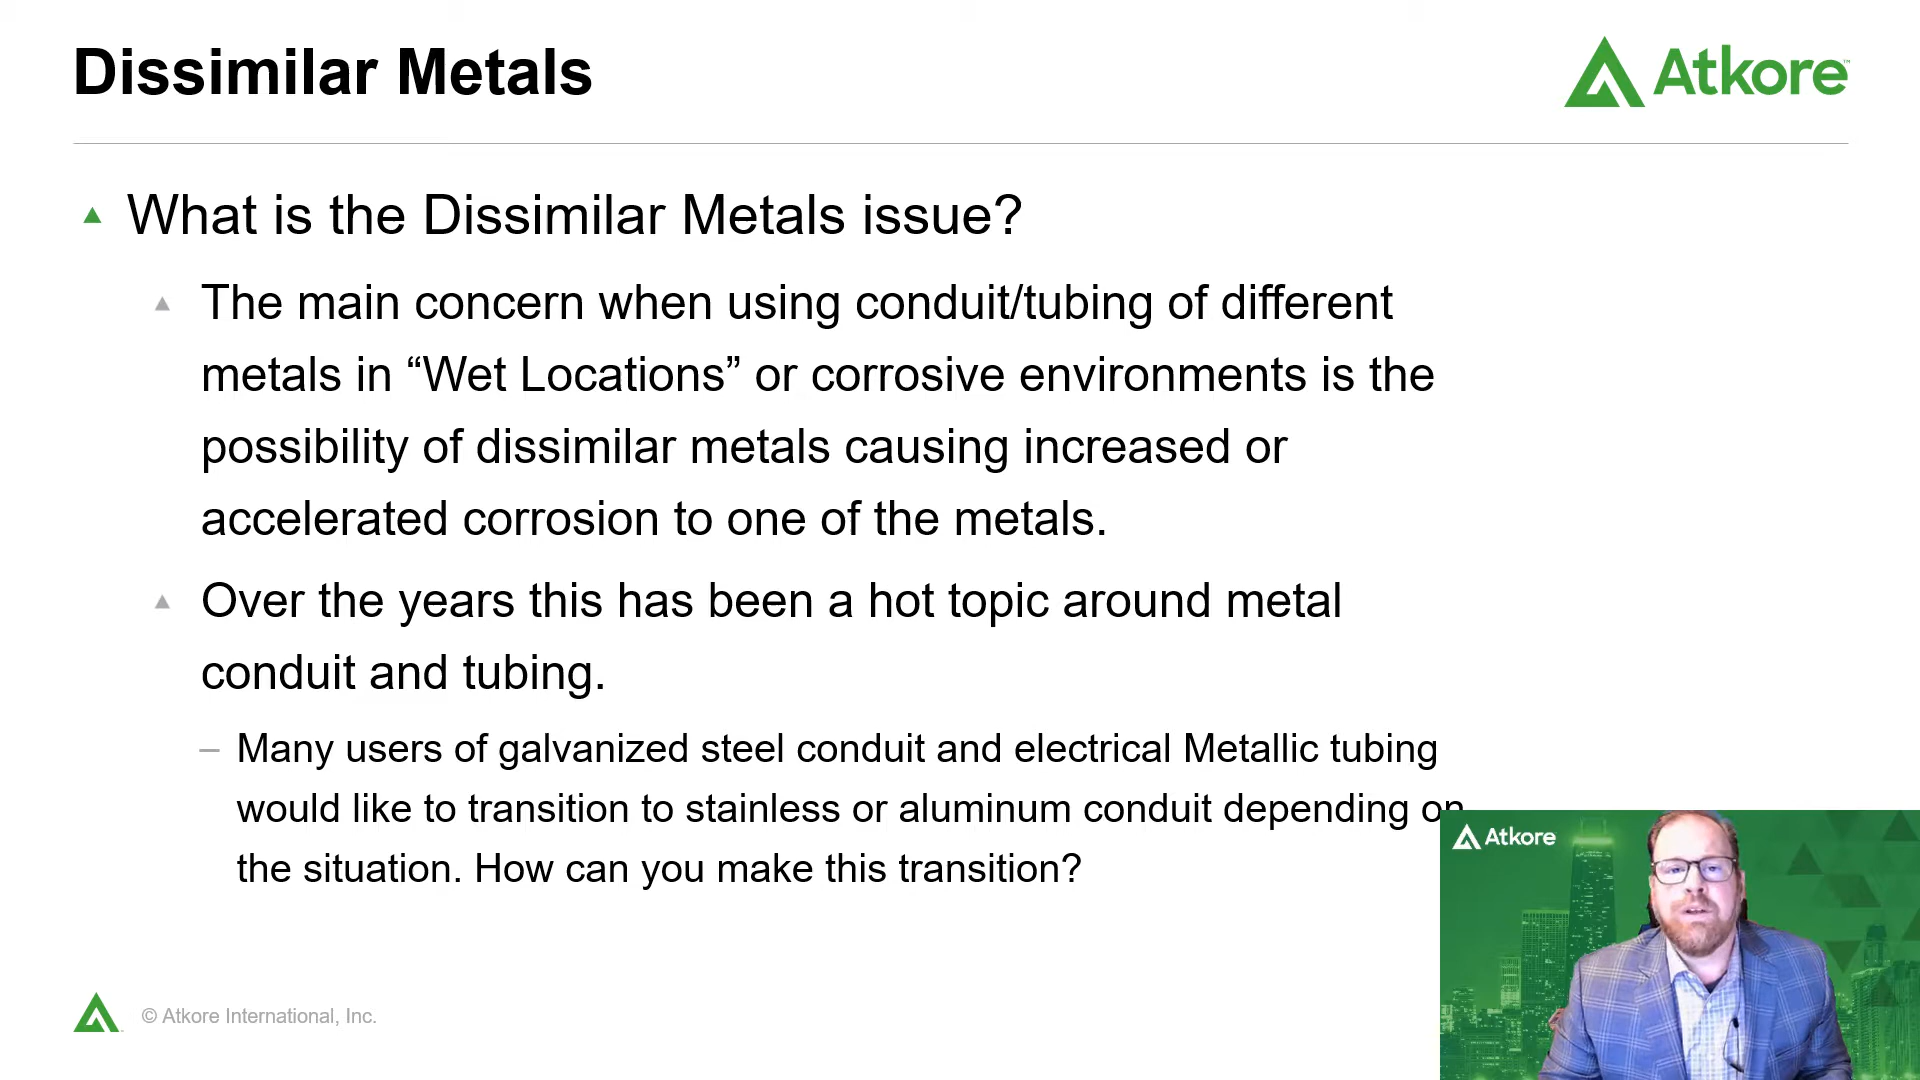 Dissimilar Metals
Atkore™
What is the Dissimilar Metals issue?
The main concern when using conduit/tubing of different
metals in “Wet Locations” or corrosive environments is the
possibility of dissimilar metals causing increased or
accelerated corrosion to one of the metals.
Over the years this has been a hot topic around metal
conduit and tubing.
– Many users of galvanized steel conduit and electrical Metallic tubing
would like to transition to stainless or aluminum conduit depending on
the situation. How can you make this transition?
Atkore
© Atkore International, Inc.